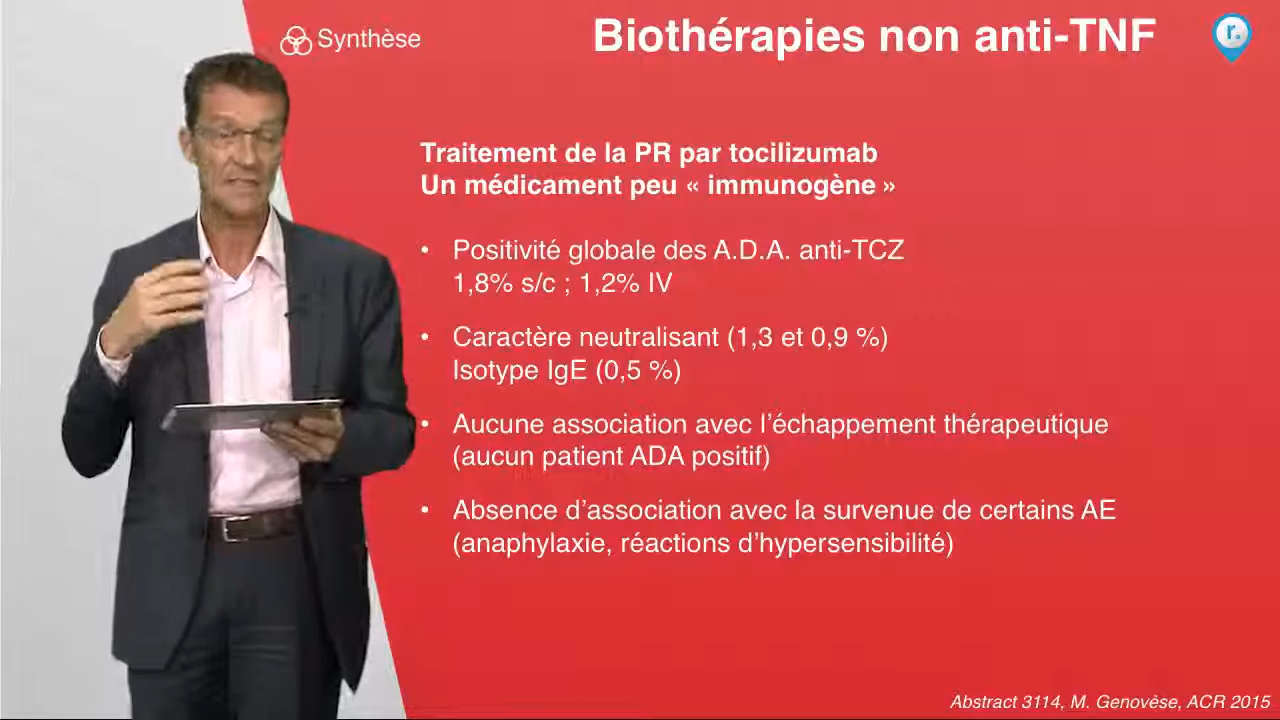 Synthèse
Biothérapies non anti-TNF
r.
Traitement de la PR par tocilizumab
Un médicament peu « immunogène »
• Positivité globale des A.D.A. anti-TCZ
1,8% s/c ; 1,2% IV
• Caractère neutralisant (1,3 et 0,9 %)
Isotype IgE (0,5 %)
• Aucune association avec l’échappement thérapeutique
(aucun patient ADA positif)
• Absence d’association avec la survenue de certains AE
(anaphylaxie, réactions d’hypersensibilité)
Abstract 3114, M. Genovèse, ACR 2015